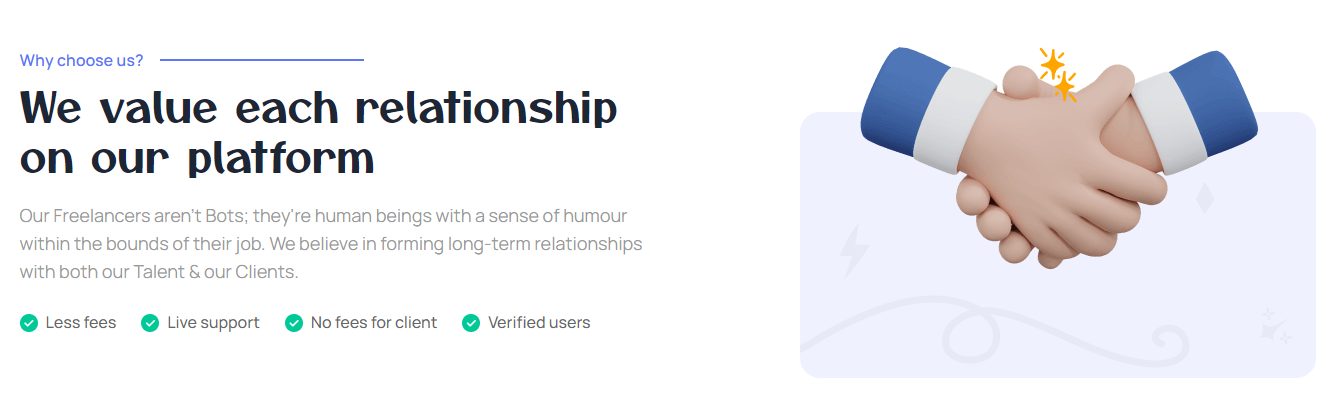 Why choose us?
We value each relationship
on our platform
Our Freelancers aren't Bots; they're human beings with a sense of humour
within the bounds of their job. We believe in forming long-term relationships
with both our Talent & our Clients.
Less fees Live support No fees for client Verified users